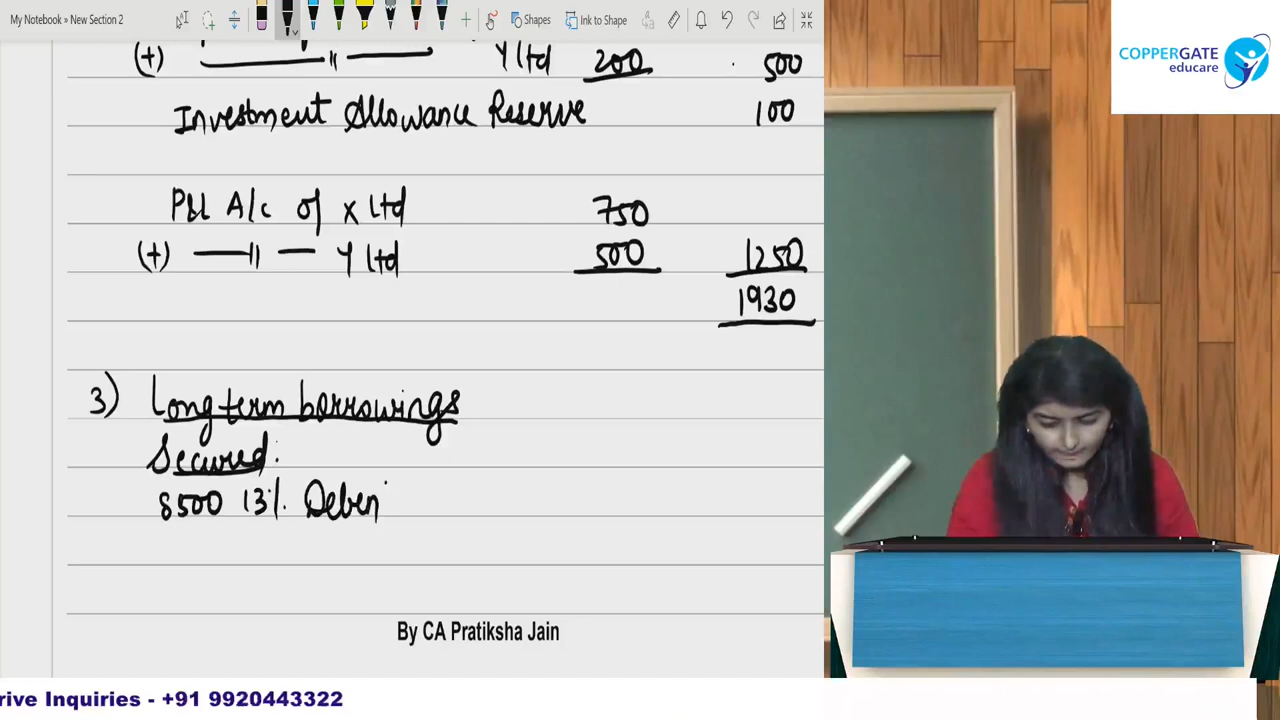 My Notebook » New Section 2
Shapes
Ink to Shape
COPPERGATE
educare
(+) —— 11 —— Y ltd 200 500
Investment Allowance Reserve 100
P&L A/c of X Ltd 750
(+) —— 11 — Y Ltd 500 1250
1930
3) Long term borrowings
Secured:
8500 13% Deben
By CA Pratiksha Jain
rive Inquiries - +91 9920443322